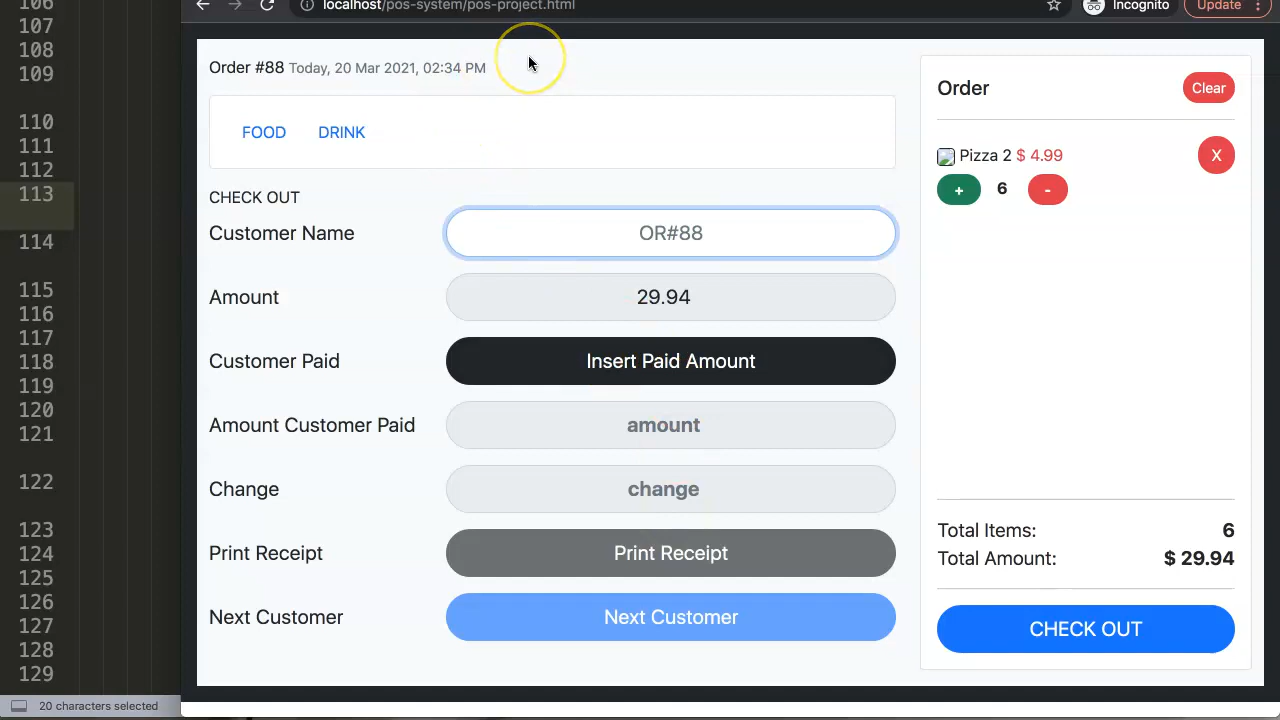 106
107
108
109
110
111
112
113
114
115
116
117
118
119
120
121
122
123
124
125
126
127
128
129
20 characters selected
localhost/pos-system/pos-project.html
Incognito
Update
Order #88 Today, 20 Mar 2021, 02:34 PM
FOOD DRINK
CHECK OUT
Customer Name OR#88
Amount 29.94
Customer Paid Insert Paid Amount
Amount Customer Paid amount
Change change
Print Receipt Print Receipt
Next Customer Next Customer
Order Clear
Pizza 2 $ 4.99 X
+ 6 -
Total Items: 6
Total Amount: $ 29.94
CHECK OUT